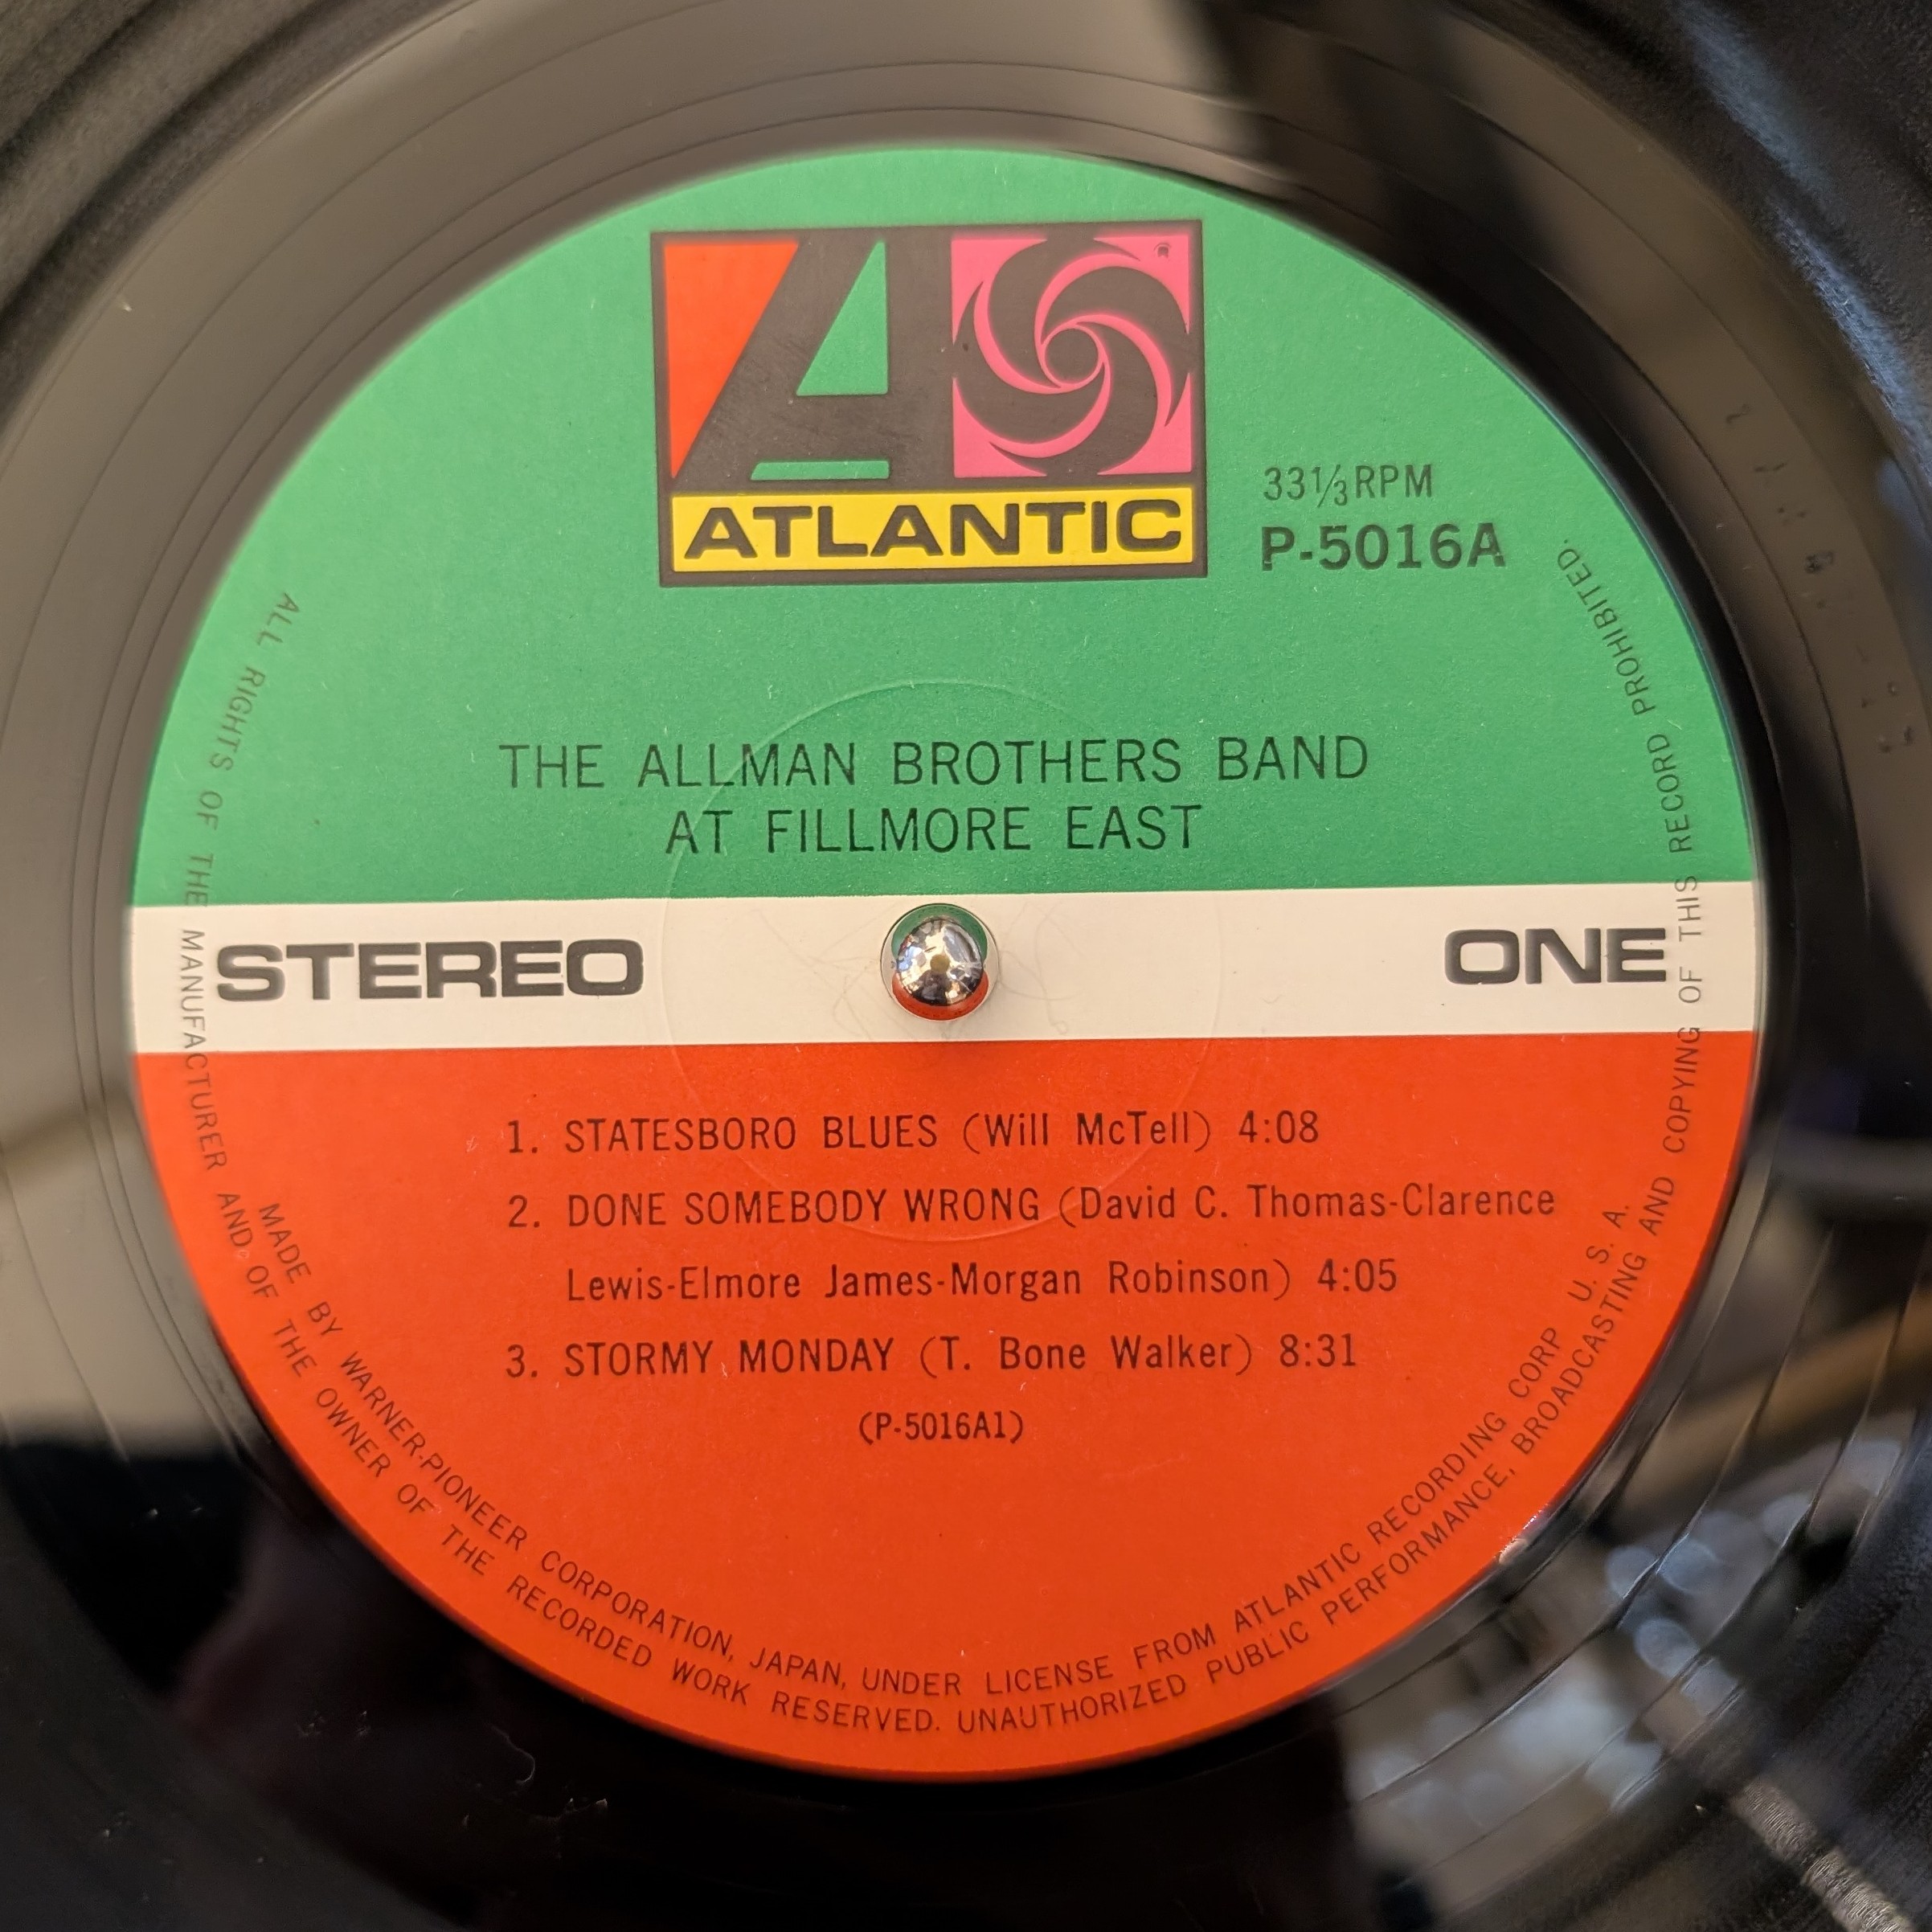 ATLANTIC
33⅓ RPM
P-5016A
THE ALLMAN BROTHERS BAND
AT FILLMORE EAST
STEREO
ONE
1. STATESBORO BLUES (Will McTell) 4:08
2. DONE SOMEBODY WRONG (David C. Thomas-Clarence
Lewis-Elmore James-Morgan Robinson) 4:05
3. STORMY MONDAY (T. Bone Walker) 8:31
(P-5016A1)
MADE BY WARNER-PIONEER CORPORATION, JAPAN, UNDER LICENSE FROM ATLANTIC RECORDING CORP U. S. A.
ALL RIGHTS OF THE MANUFACTURER AND OF THE OWNER OF THE RECORDED WORK RESERVED. UNAUTHORIZED PUBLIC PERFORMANCE, BROADCASTING AND COPYING OF THIS RECORD PROHIBITED.